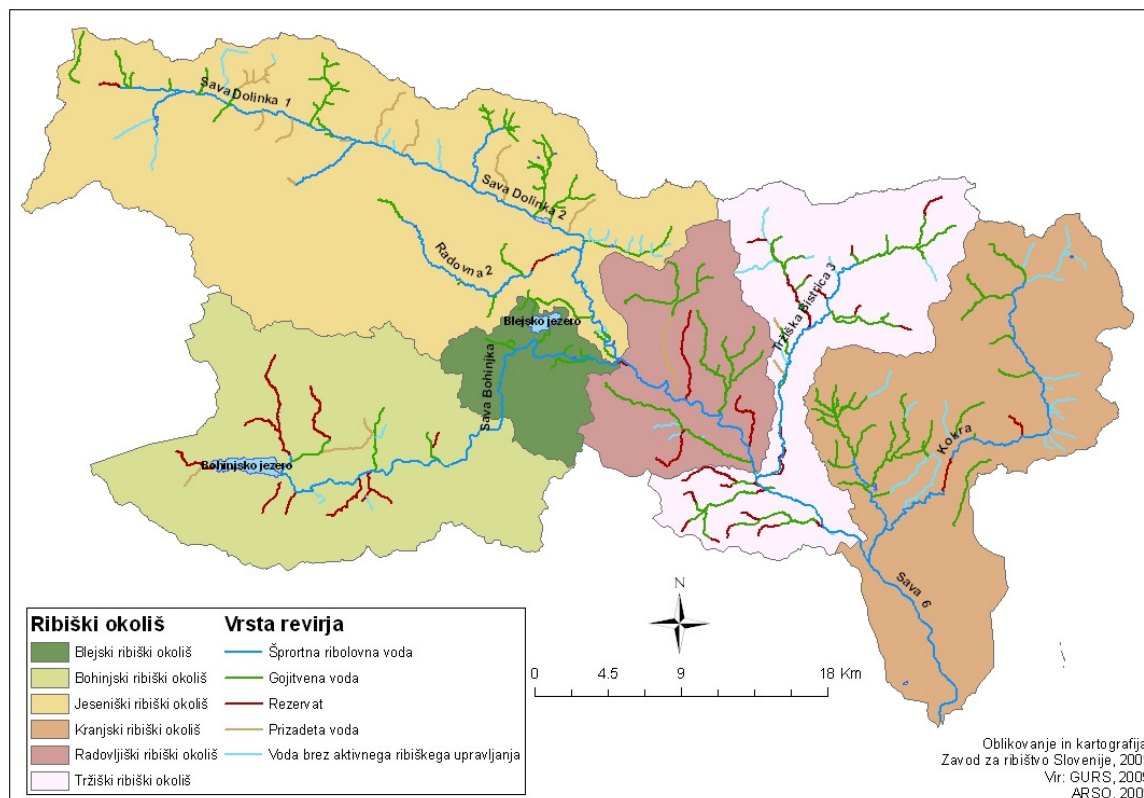 Sava Dolinka 1
Sava Dolinka 2
Radovna 2
Blejsko jezero
Sava Bohinjka
Bohinjsko jezero
Tržiška Bistrica 3
Kokra
Sava 6
N
0 4.5 9 18 Km
Ribiški okoliš
Blejski ribiški okoliš
Bohinjski ribiški okoliš
Jeseniški ribiški okoliš
Kranjski ribiški okoliš
Radovljiški ribiški okoliš
Tržiški ribiški okoliš
Vrsta revirja
Šprortna ribolovna voda
Gojitvena voda
Rezervat
Prizadeta voda
Voda brez aktivnega ribiškega upravljanja
Oblikovanje in kartografija
Zavod za ribištvo Slovenije,
Vir: GURS,
ARSO,